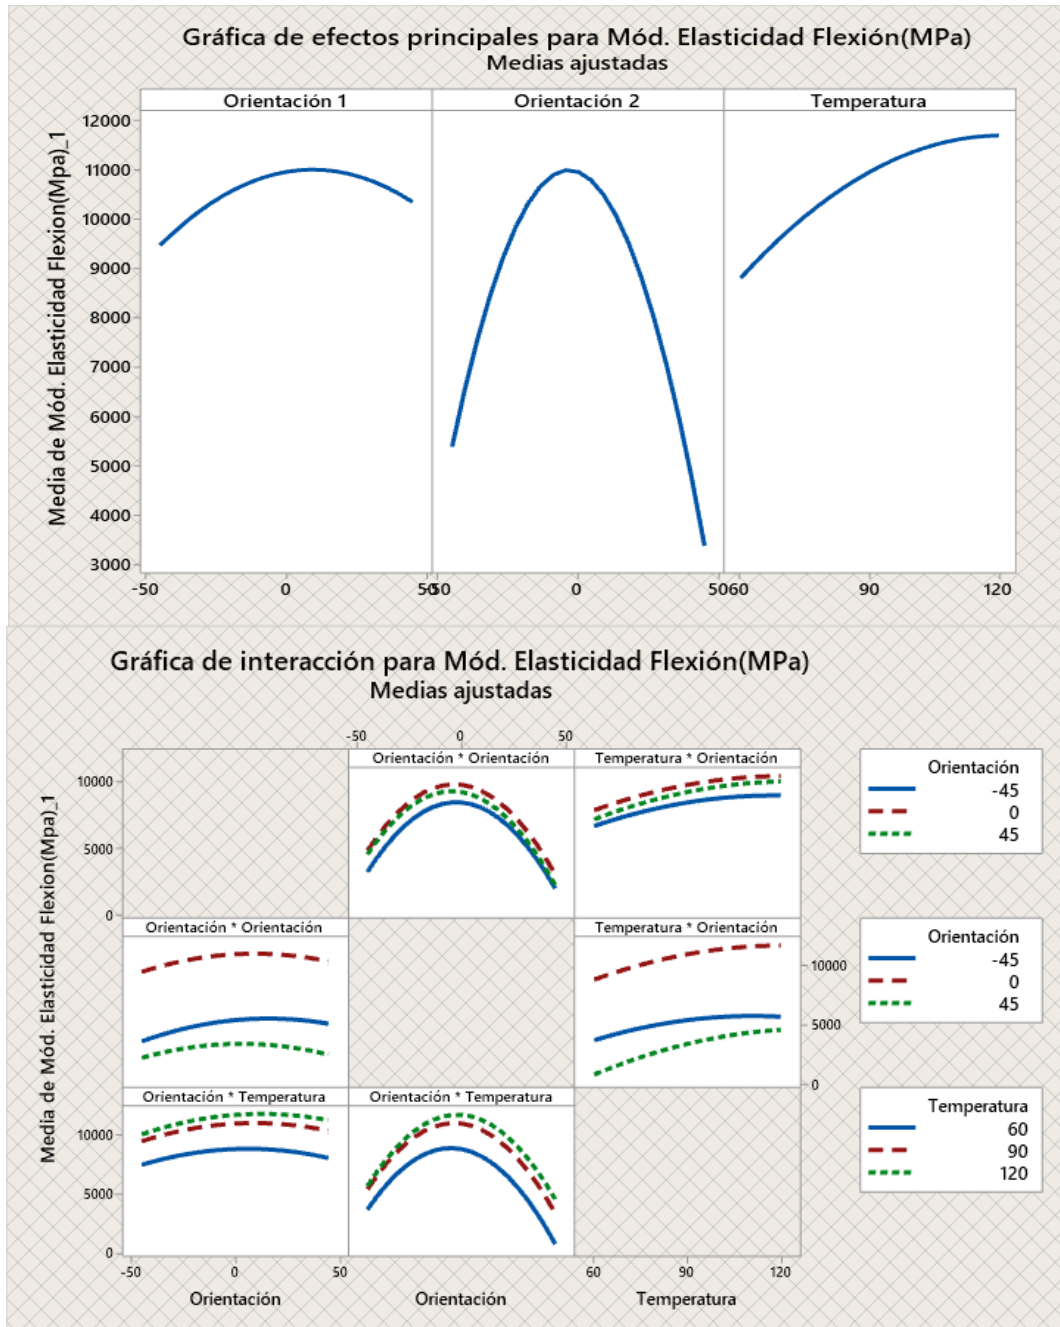 Gráfica de efectos principales para Mód. Elasticidad Flexión(MPa)
Medias ajustadas
Orientación 1 Orientación 2 Temperatura
Media de Mód. Elasticidad Flexion(Mpa)_1
12000
11000
10000
9000
8000
7000
6000
5000
4000
3000
-50 0 50 -50 0 50 60 90 120
Gráfica de interacción para Mód. Elasticidad Flexión(MPa)
Medias ajustadas
-50 0 50
Orientación * Orientación Temperatura * Orientación
Media de Mód. Elasticidad Flexion(Mpa)_1
10000
5000
0
Orientación
-45
0
45
Orientación * Orientación Temperatura * Orientación
10000
5000
0
Orientación
-45
0
45
Orientación * Temperatura Orientación * Temperatura
10000
5000
0
Temperatura
60
90
120
-50 0 50 60 90 120
Orientación Orientación Temperatura